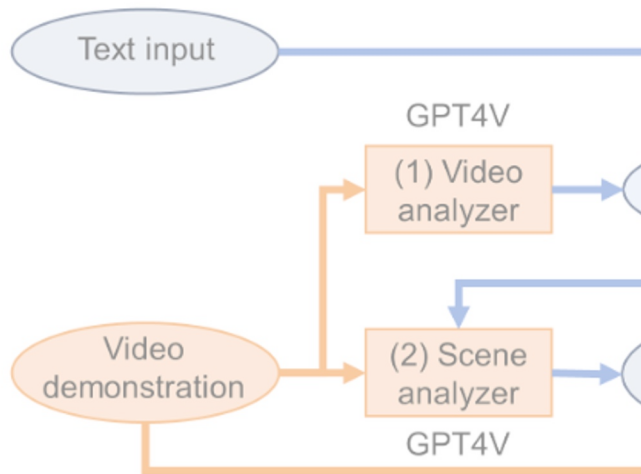 Text input
GPT4V
(1) Video
analyzer
Video
demonstration
(2) Scene
analyzer
GPT4V